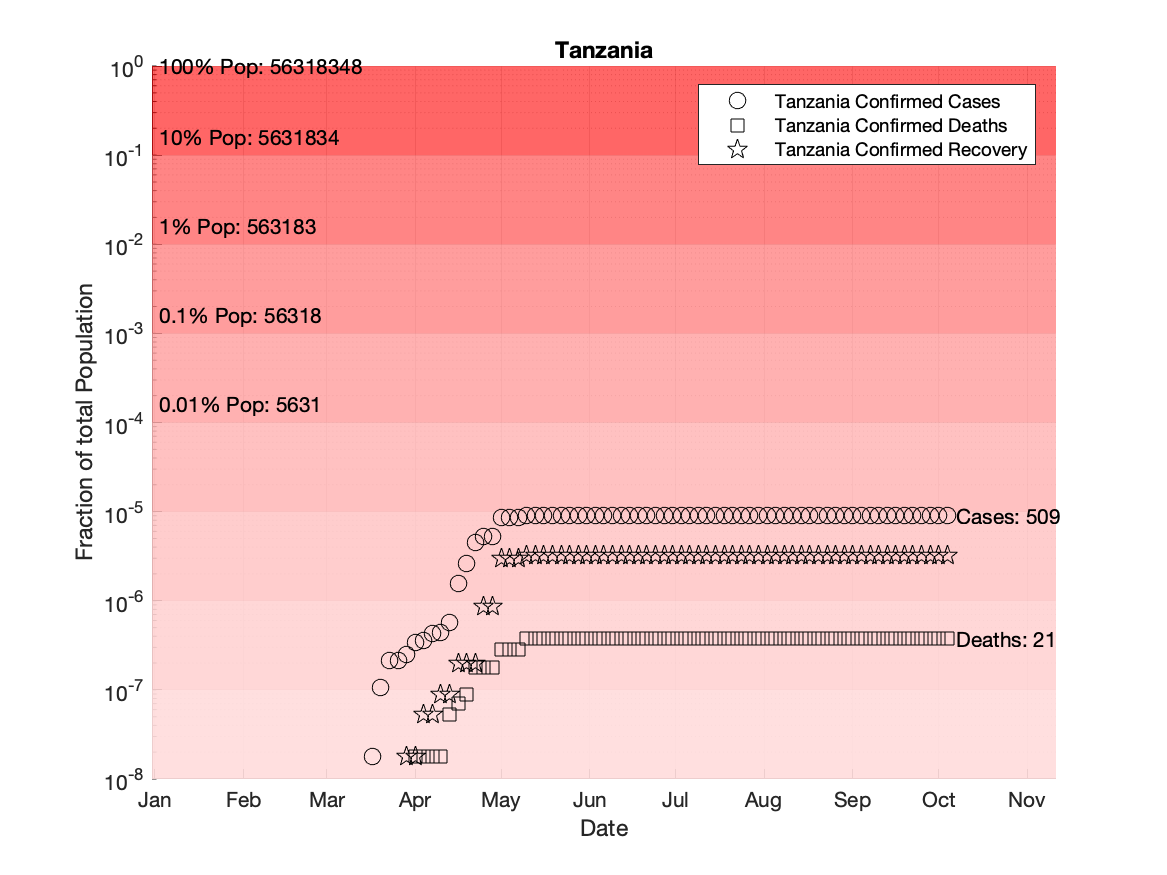 Tanzania
10^0
100% Pop: 56318348
Tanzania Confirmed Cases
Tanzania Confirmed Deaths
Tanzania Confirmed Recovery
10% Pop: 5631834
10^-1
1% Pop: 563183
10^-2
0.1% Pop: 56318
10^-3
0.01% Pop: 5631
10^-4
10^-5
Cases: 509
10^-6
Deaths: 21
10^-7
10^-8
Fraction of total Population
Jan Feb Mar Apr May Jun Jul Aug Sep Oct Nov
Date